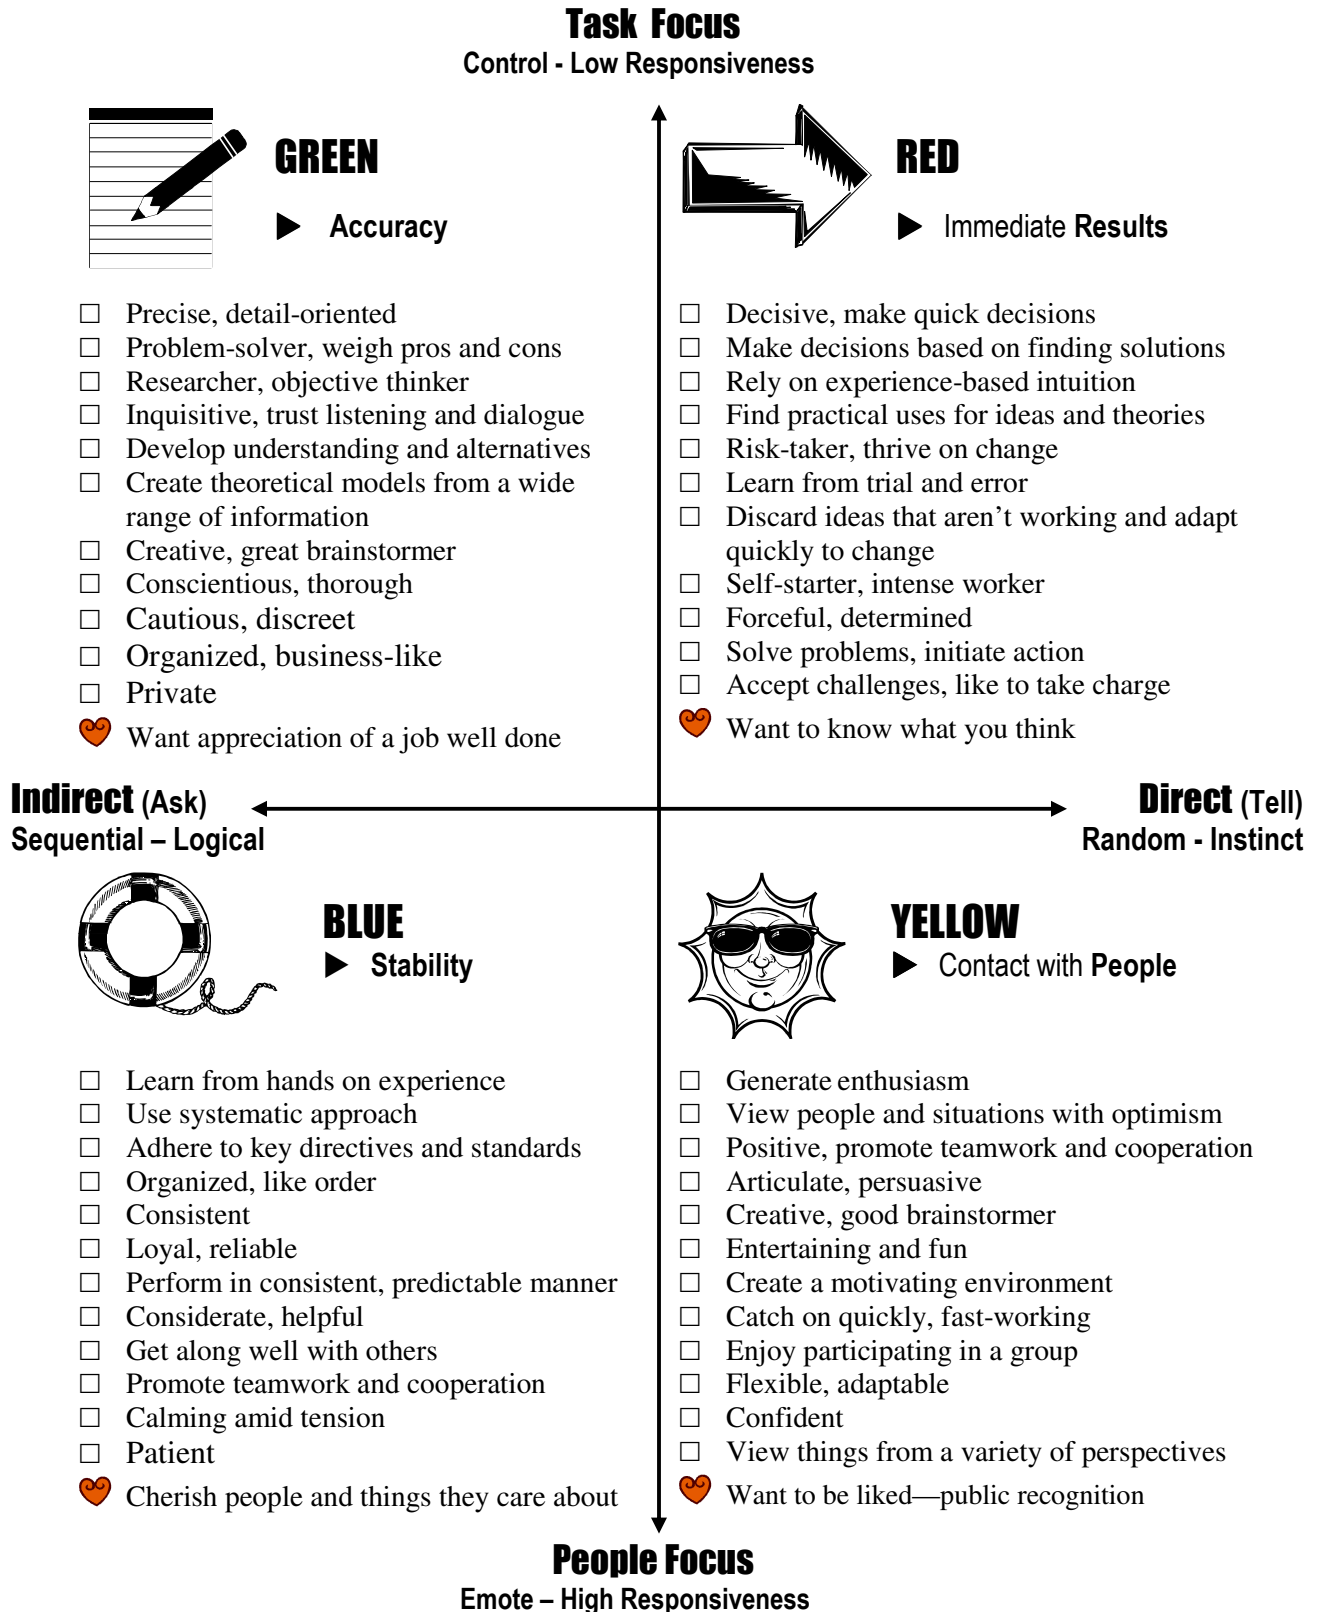 Task Focus
Control - Low Responsiveness
GREEN
► Accuracy
□ Precise, detail-oriented
□ Problem-solver, weigh pros and cons
□ Researcher, objective thinker
□ Inquisitive, trust listening and dialogue
□ Develop understanding and alternatives
□ Create theoretical models from a wide
range of information
□ Creative, great brainstormer
□ Conscientious, thorough
□ Cautious, discreet
□ Organized, business-like
□ Private
Want appreciation of a job well done
RED
► Immediate Results
□ Decisive, make quick decisions
□ Make decisions based on finding solutions
□ Rely on experience-based intuition
□ Find practical uses for ideas and theories
□ Risk-taker, thrive on change
□ Learn from trial and error
□ Discard ideas that aren’t working and adapt
quickly to change
□ Self-starter, intense worker
□ Forceful, determined
□ Solve problems, initiate action
□ Accept challenges, like to take charge
Want to know what you think
Indirect (Ask)
Sequential – Logical
Direct (Tell)
Random - Instinct
BLUE
► Stability
□ Learn from hands on experience
□ Use systematic approach
□ Adhere to key directives and standards
□ Organized, like order
□ Consistent
□ Loyal, reliable
□ Perform in consistent, predictable manner
□ Considerate, helpful
□ Get along well with others
□ Promote teamwork and cooperation
□ Calming amid tension
□ Patient
Cherish people and things they care about
YELLOW
► Contact with People
□ Generate enthusiasm
□ View people and situations with optimism
□ Positive, promote teamwork and cooperation
□ Articulate, persuasive
□ Creative, good brainstormer
□ Entertaining and fun
□ Create a motivating environment
□ Catch on quickly, fast-working
□ Enjoy participating in a group
□ Flexible, adaptable
□ Confident
□ View things from a variety of perspectives
Want to be liked—public recognition
People Focus
Emote – High Responsiveness